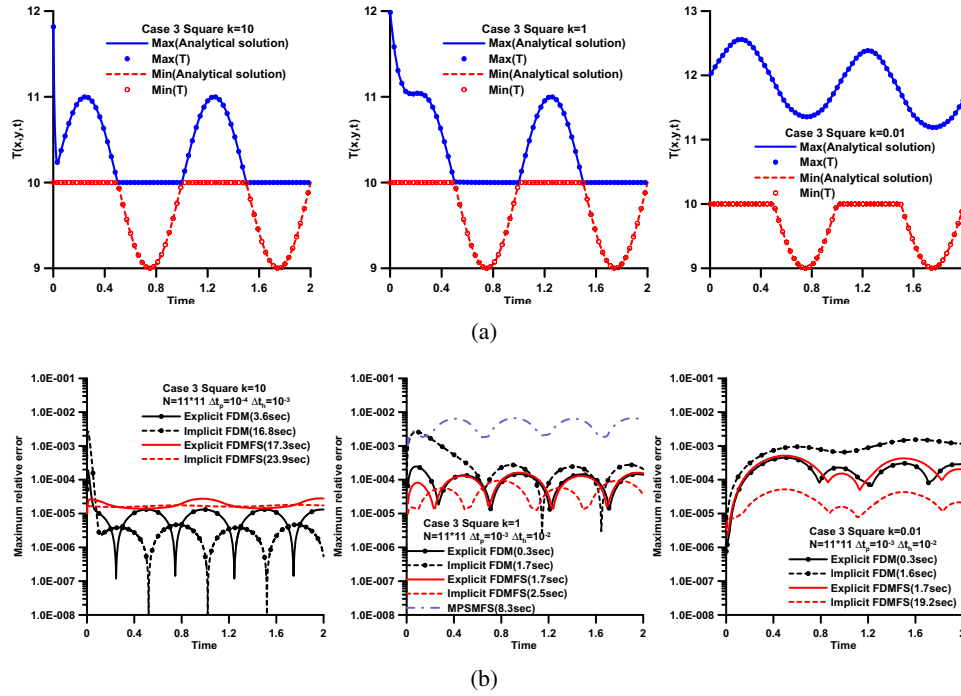 12
11
10
9
T(x,y,t)
0
0.4
0.8
1.2
1.6
2
Time
Case 3 Square k=10
Max(Analytical solution)
Max(T)
Min(Analytical solution)
Min(T)
12
11
10
9
0
0.4
0.8
1.2
1.6
2
Time
Case 3 Square k=1
Max(Analytical solution)
Max(T)
Min(Analytical solution)
Min(T)
13
12
11
10
9
0
0.4
0.8
1.2
1.6
2
Time
Case 3 Square k=0.01
Max(Analytical solution)
Max(T)
Min(Analytical solution)
Min(T)
(a)
1.0E-001
1.0E-002
1.0E-003
1.0E-004
1.0E-005
1.0E-006
1.0E-007
1.0E-008
Maximum relative error
0
0.4
0.8
1.2
1.6
2
Time
Case 3 Square k=10
N=11*11 Δtp=10-4 Δth=10-3
Explicit FDM(3.6sec)
Implicit FDM(16.8sec)
Explicit FDMFS(17.3sec)
Implicit FDMFS(23.9sec)
1.0E-001
1.0E-002
1.0E-003
1.0E-004
1.0E-005
1.0E-006
1.0E-007
1.0E-008
Maximum relative error
0
0.4
0.8
1.2
1.6
2
Time
Case 3 Square k=1
N=11*11 Δtp=10-3 Δth=10-2
Explicit FDM(0.3sec)
Implicit FDM(1.7sec)
Explicit FDMFS(1.7sec)
Implicit FDMFS(2.5sec)
MPSMFS(8.3sec)
1.0E-001
1.0E-002
1.0E-003
1.0E-004
1.0E-005
1.0E-006
1.0E-007
1.0E-008
Maximum relative error
0
0.4
0.8
1.2
1.6
2
Time
Case 3 Square k=0.01
N=11*11 Δtp=10-3 Δth=10-2
Explicit FDM(0.3sec)
Implicit FDM(1.6sec)
Explicit FDMFS(1.7sec)
Implicit FDMFS(19.2sec)
(b)